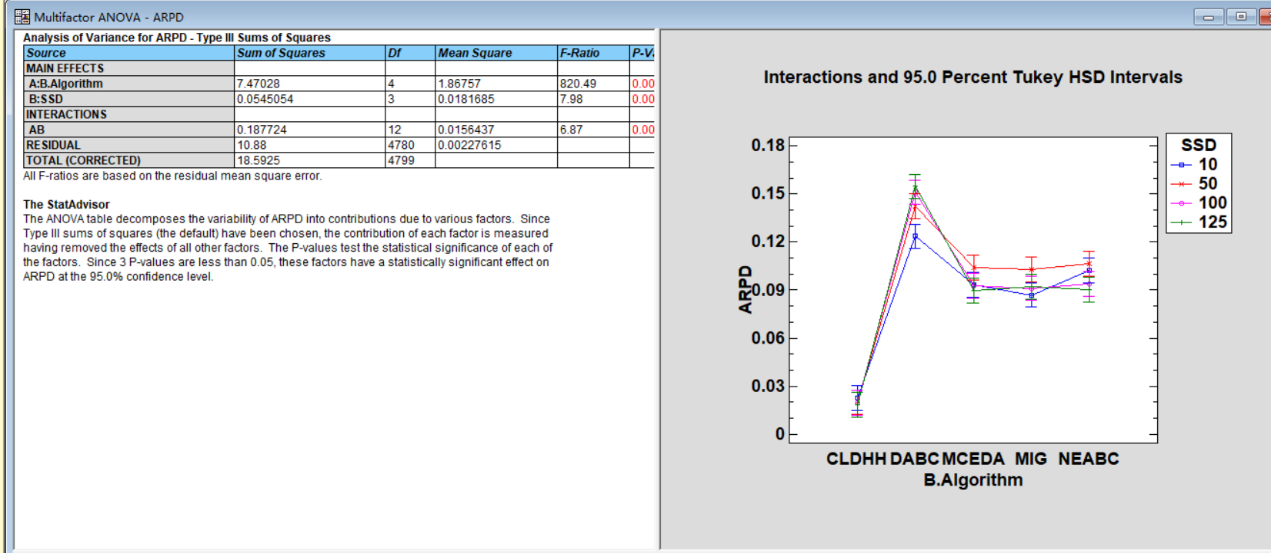 Multifactor ANOVA - ARPD
Analysis of Variance for ARPD - Type III Sums of Squares
Source Sum of Squares Df Mean Square F-Ratio P-V
MAIN EFFECTS
A:B.Algorithm 7.47028 4 1.86757 820.49 0.00
B:SSD 0.0545054 3 0.0181685 7.98 0.00
INTERACTIONS
AB 0.187724 12 0.0156437 6.87 0.00
RESIDUAL 10.88 4780 0.00227615
TOTAL (CORRECTED) 18.5925 4799
All F-ratios are based on the residual mean square error.
The StatAdvisor
The ANOVA table decomposes the variability of ARPD into contributions due to various factors. Since
Type III sums of squares (the default) have been chosen, the contribution of each factor is measured
having removed the effects of all other factors. The P-values test the statistical significance of each of
the factors. Since 3 P-values are less than 0.05, these factors have a statistically significant effect on
ARPD at the 95.0% confidence level.
Interactions and 95.0 Percent Tukey HSD Intervals
0.18
0.15
0.12
0.09
0.06
0.03
0
ARPD
CLDHH DABC MCEDA MIG NEABC
B.Algorithm
SSD
10
50
100
125